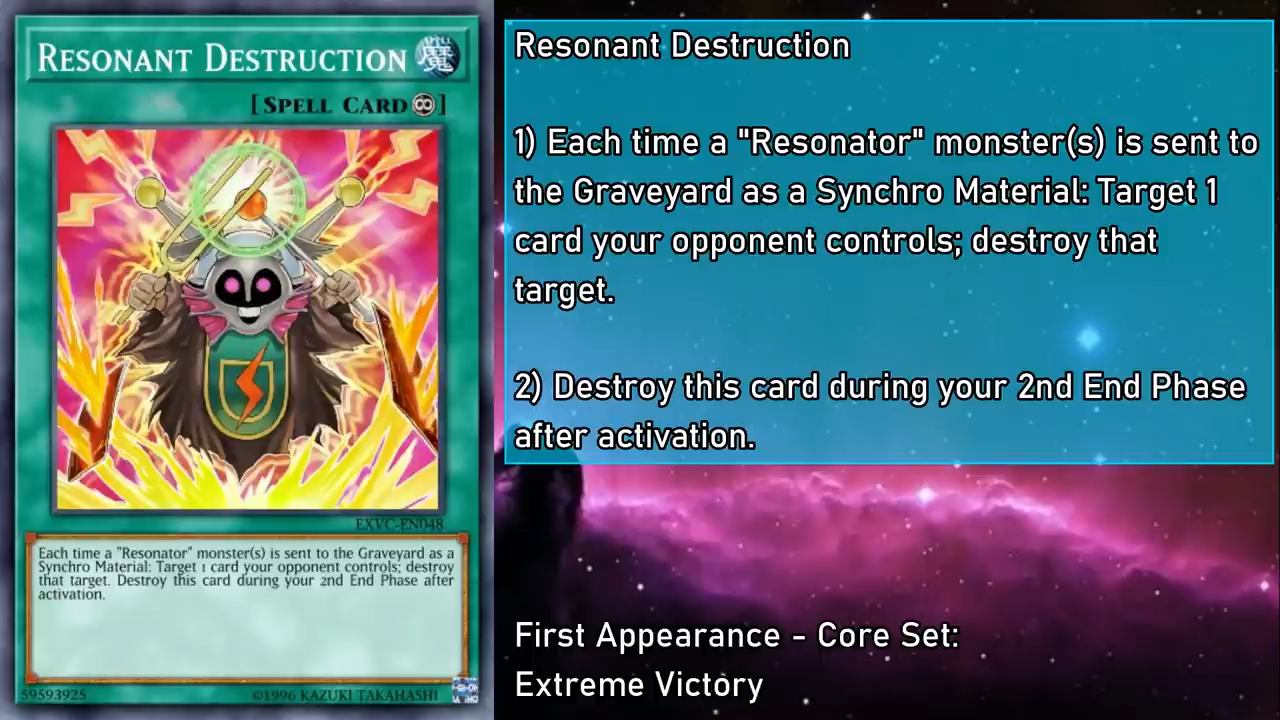 RESONANT DESTRUCTION
魔
[SPELL CARD]
EXVC-EN048
Each time a "Resonator" monster(s) is sent to the Graveyard as a
Synchro Material: Target 1 card your opponent controls; destroy
that target. Destroy this card during your 2nd End Phase after
activation.
59593925
©1996 KAZUKI TAKAHASHI
Resonant Destruction
1) Each time a "Resonator" monster(s) is sent to
the Graveyard as a Synchro Material: Target 1
card your opponent controls; destroy that
target.
2) Destroy this card during your 2nd End Phase
after activation.
First Appearance - Core Set:
Extreme Victory